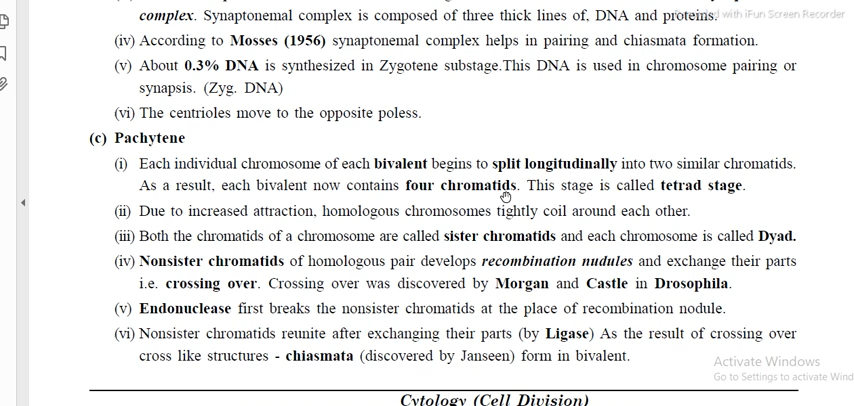 complex. Synaptonemal complex is composed of three thick lines of, DNA and proteins.
with iFun Screen Recorder
(iv) According to Mosses (1956) synaptonemal complex helps in pairing and chiasmata formation.
(v) About 0.3% DNA is synthesized in Zygotene substage.This DNA is used in chromosome pairing or
synapsis. (Zyg. DNA)
(vi) The centrioles move to the opposite poless.
(c) Pachytene
(i) Each individual chromosome of each bivalent begins to split longitudinally into two similar chromatids.
As a result, each bivalent now contains four chromatids. This stage is called tetrad stage.
(ii) Due to increased attraction, homologous chromosomes tightly coil around each other.
(iii) Both the chromatids of a chromosome are called sister chromatids and each chromosome is called Dyad.
(iv) Nonsister chromatids of homologous pair develops recombination nudules and exchange their parts
i.e. crossing over. Crossing over was discovered by Morgan and Castle in Drosophila.
(v) Endonuclease first breaks the nonsister chromatids at the place of recombination nodule.
(vi) Nonsister chromatids reunite after exchanging their parts (by Ligase) As the result of crossing over
cross like structures - chiasmata (discovered by Janseen) form in bivalent.
Activate Windows
Go to Settings to activate Wind
Cytology (Cell Division)